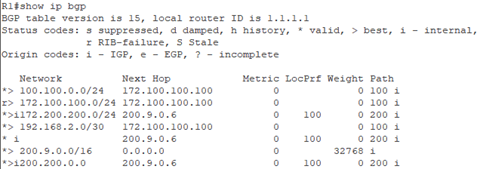 R1#show ip bgp
BGP table version is 15, local router ID is 1.1.1.1
Status codes: s suppressed, d damped, h history, * valid, > best, i - internal,
r RIB-failure, S Stale
Origin codes: i - IGP, e - EGP, ? - incomplete
Network Next Hop Metric LocPrf Weight Path
*> 100.100.0.0/24 172.100.100.100 0 0 100 i
r> 172.100.100.0/24 172.100.100.100 0 0 100 i
*>i172.200.200.0/24 200.9.0.6 0 100 0 200 i
*> 192.168.2.0/30 172.100.100.100 0 0 100 i
* i 200.9.0.6 0 100 0 200 i
*> 200.9.0.0/16 0.0.0.0 0 32768 i
*>i200.200.0.0 200.9.0.6 0 100 0 200 i